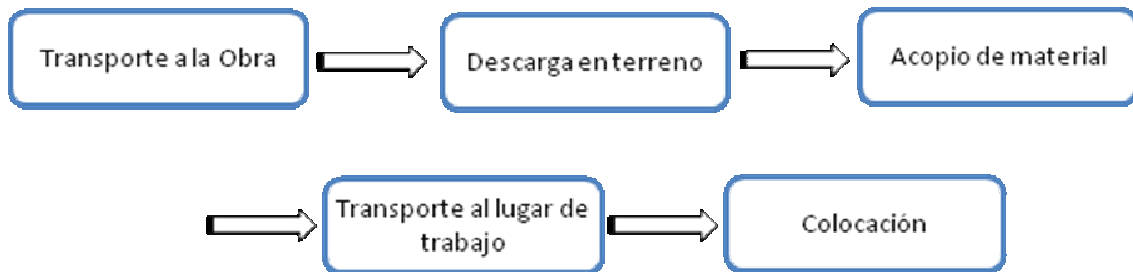 Transporte a la Obra
Descarga en terreno
Acopio de material
Transporte al lugar de
trabajo
Colocación